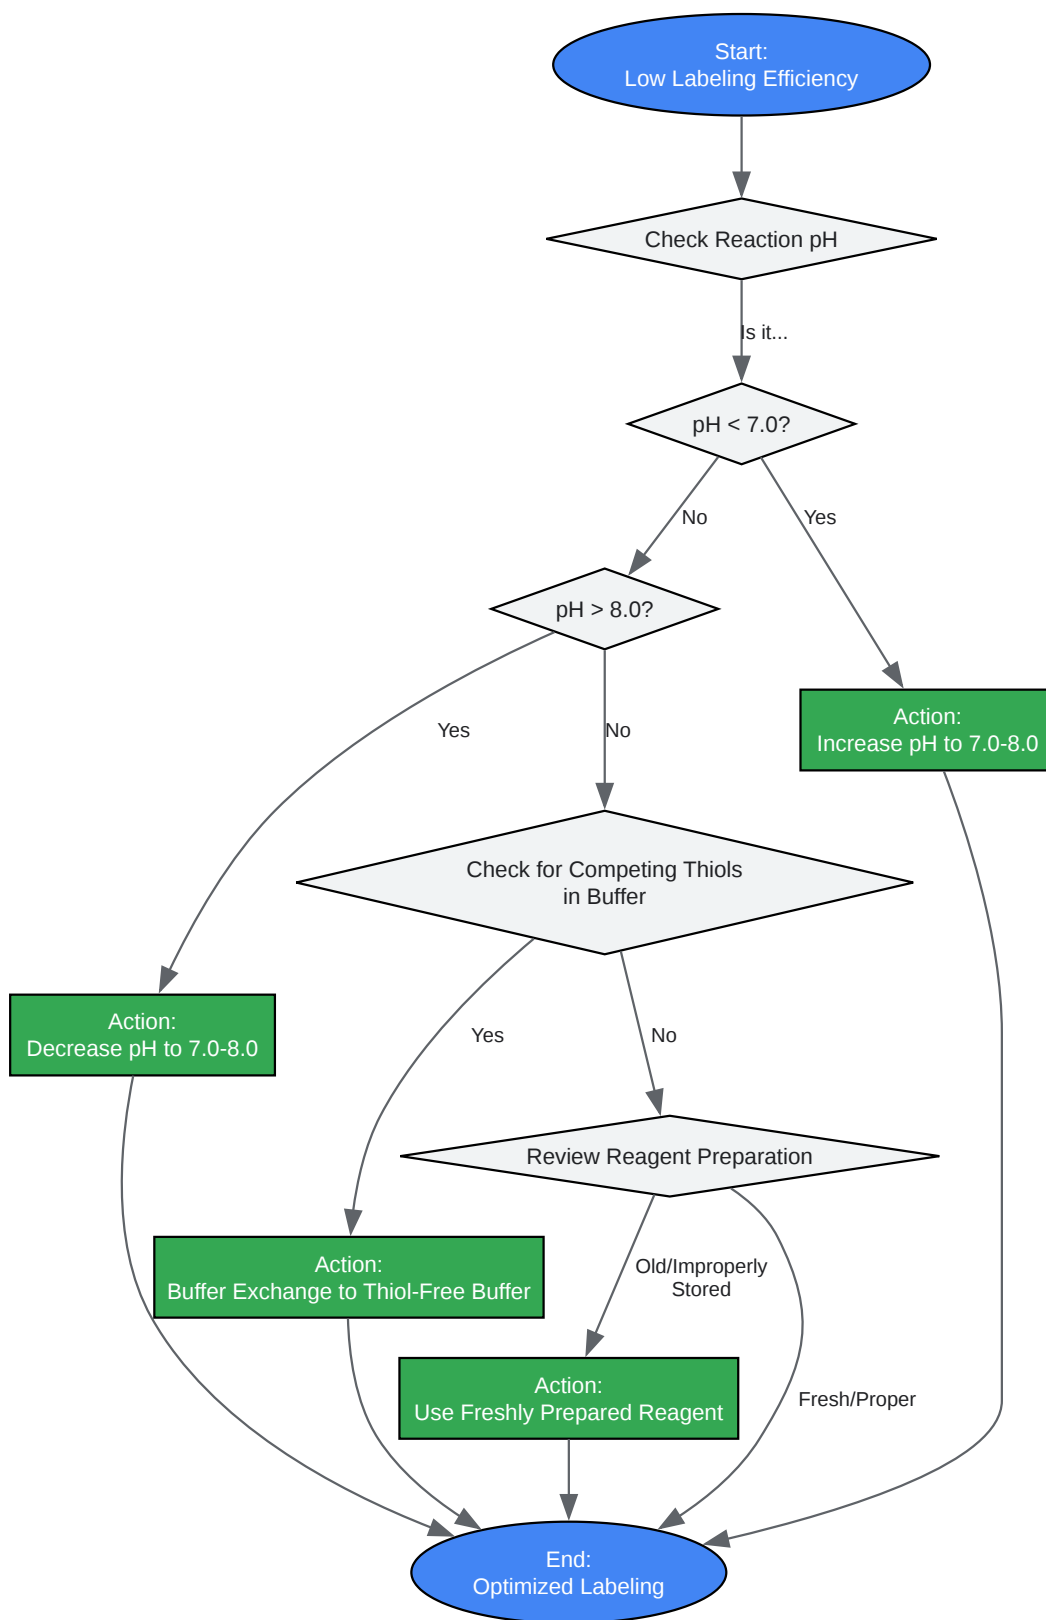 Start:
Low Labeling Efficiency
Check Reaction pH
Is it...
pH < 7.0?
No
Yes
pH > 8.0?
Action:
Increase pH to 7.0-8.0
Yes
No
Check for Competing Thiols
in Buffer
Action:
Decrease pH to 7.0-8.0
Yes
No
Review Reagent Preparation
Action:
Buffer Exchange to Thiol-Free Buffer
Old/Improperly
Stored
Action:
Use Freshly Prepared Reagent
Fresh/Proper
End:
Optimized Labeling